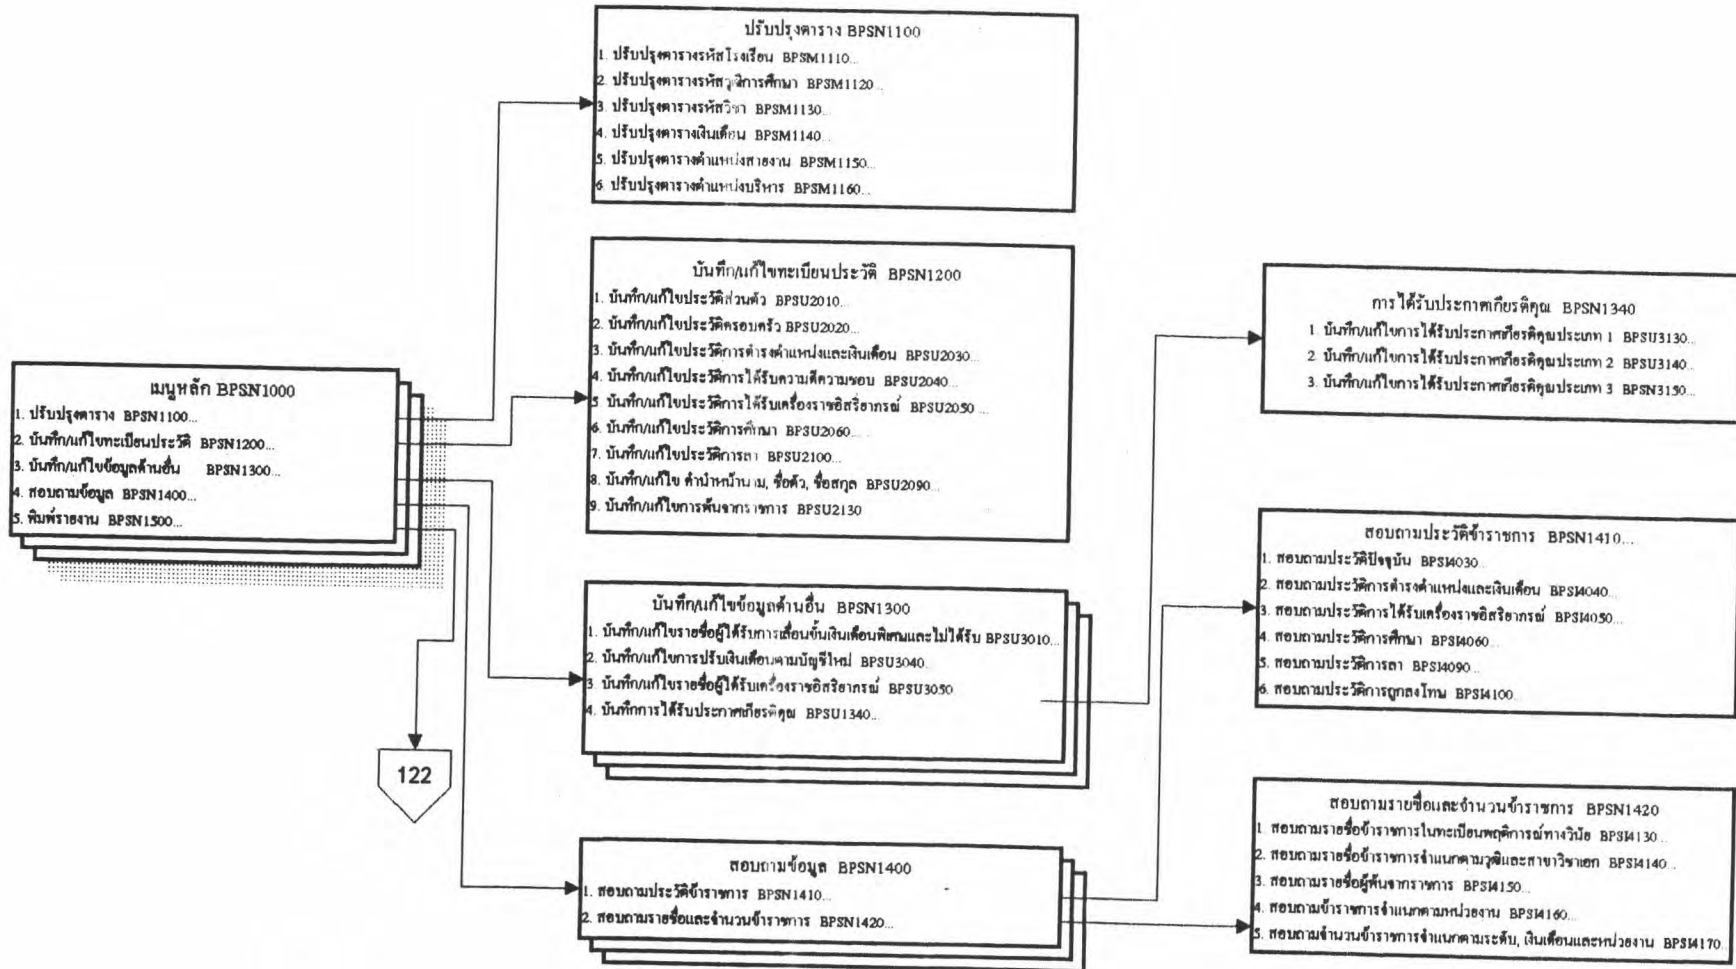 ปรับปรุงตาราง BPSN1100
1. ปรับปรุงตารางรหัสโรงเรียน BPSM1110...
2. ปรับปรุงตารางรหัสวุฒิการศึกษา BPSM1120...
3. ปรับปรุงตารางรหัสวิชา BPSM1130...
4. ปรับปรุงตารางเงินเดือน BPSM1140...
5. ปรับปรุงตารางตำแหน่งสายงาน BPSM1150...
6. ปรับปรุงตารางตำแหน่งบริหาร BPSM1160...
บันทึก/แก้ไขทะเบียนประวัติ BPSN1200
1. บันทึก/แก้ไขประวัติส่วนตัว BPSU2010...
2. บันทึก/แก้ไขประวัติครอบครัว BPSU2020...
3. บันทึก/แก้ไขประวัติการดำรงตำแหน่งและเงินเดือน BPSU2030...
4. บันทึก/แก้ไขประวัติการได้รับความดีความชอบ BPSU2040...
5. บันทึก/แก้ไขประวัติการได้รับเครื่องราชอิสริยาภรณ์ BPSU2050 ...
6. บันทึก/แก้ไขประวัติการศึกษา BPSU2060...
7. บันทึก/แก้ไขประวัติการลา BPSU2100...
8. บันทึก/แก้ไข คำนำหน้านาม, ชื่อตัว, ชื่อสกุล BPSU2090...
9. บันทึก/แก้ไขการพ้นจากราชการ BPSU2130
เมนูหลัก BPSN1000
1. ปรับปรุงตาราง BPSN1100...
2. บันทึก/แก้ไขทะเบียนประวัติ BPSN1200...
3. บันทึก/แก้ไขข้อมูลด้านอื่น BPSN1300...
4. สอบถามข้อมูล BPSN1400...
5. พิมพ์รายงาน BPSN1500...
122
บันทึก/แก้ไขข้อมูลด้านอื่น BPSN1300
1. บันทึก/แก้ไขรายชื่อผู้ได้รับการเลื่อนขั้นเงินเดือนพิเศษและไม่ได้รับ BPSU3010...
2. บันทึก/แก้ไขการปรับเงินเดือนตามบัญชีใหม่ BPSU3040..
3. บันทึก/แก้ไขรายชื่อผู้ได้รับเครื่องราชอิสริยาภรณ์ BPSU3050
4. บันทึกการได้รับประกาศเกียรติคุณ BPSU1340...
สอบถามข้อมูล BPSN1400
1. สอบถามประวัติข้าราชการ BPSN1410...
2. สอบถามรายชื่อและจำนวนข้าราชการ BPSN1420...
การได้รับประกาศเกียรติคุณ BPSN1340
1. บันทึก/แก้ไขการได้รับประกาศเกียรติคุณประเภท 1 BPSU3130...
2. บันทึก/แก้ไขการได้รับประกาศเกียรติคุณประเภท 2 BPSU3140...
3. บันทึก/แก้ไขการได้รับประกาศเกียรติคุณประเภท 3 BPSN3150...
สอบถามประวัติข้าราชการ BPSN1410...
1. สอบถามประวัติปัจจุบัน BPSI4030...
2. สอบถามประวัติการดำรงตำแหน่งและเงินเดือน BPSI4040...
3. สอบถามประวัติการได้รับเครื่องราชอิสริยาภรณ์ BPSI4050...
4. สอบถามประวัติการศึกษา BPSI4060...
5. สอบถามประวัติการลา BPSI4090...
6. สอบถามประวัติการถูกลงโทษ BPSI4100...
สอบถามรายชื่อและจำนวนข้าราชการ BPSN1420
1. สอบถามรายชื่อข้าราชการในทะเบียนพฤติการณ์ทางวินัย BPSI4130...
2. สอบถามรายชื่อข้าราชการจำแนกตามวุฒิและสาขาวิชาเอก BPSI4140...
3. สอบถามรายชื่อผู้พ้นจากราชการ BPSI4150...
4. สอบถามข้าราชการจำแนกตามหน่วยงาน BPSI4160...
5. สอบถามจำนวนข้าราชการจำแนกตามระดับ, เงินเดือนและหน่วยงาน BPSI4170...